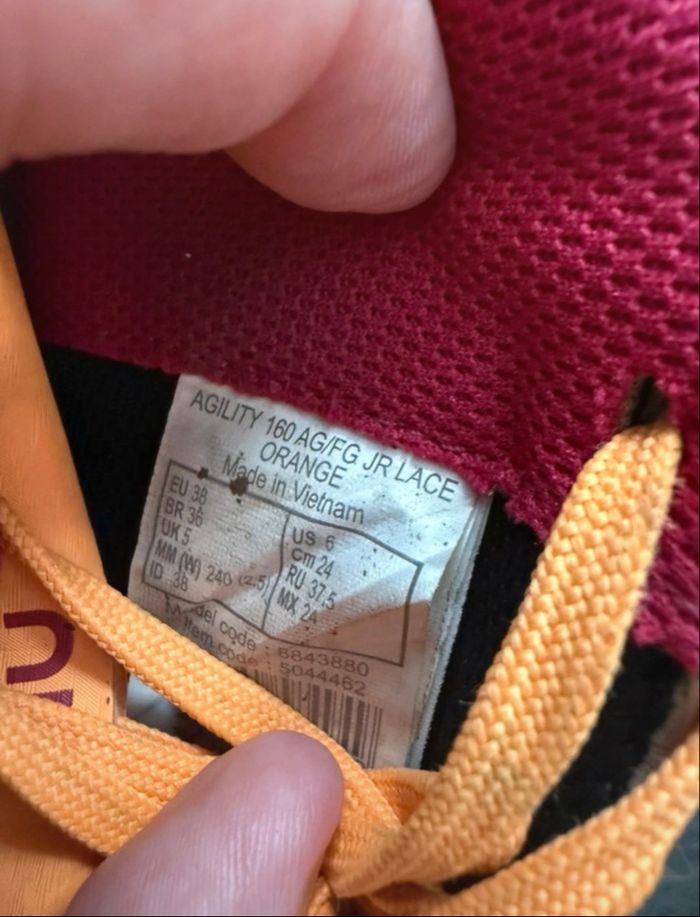 AGILITY 160 AG/FG JR LACE
ORANGE
Made in Vietnam
EU 38
BR 36
UK 5
MM (W) 240 (2,5)
ID 38
US 6
cm 24
RU 37,5
MX 24
Model code : 8843880
Item code : 5044462